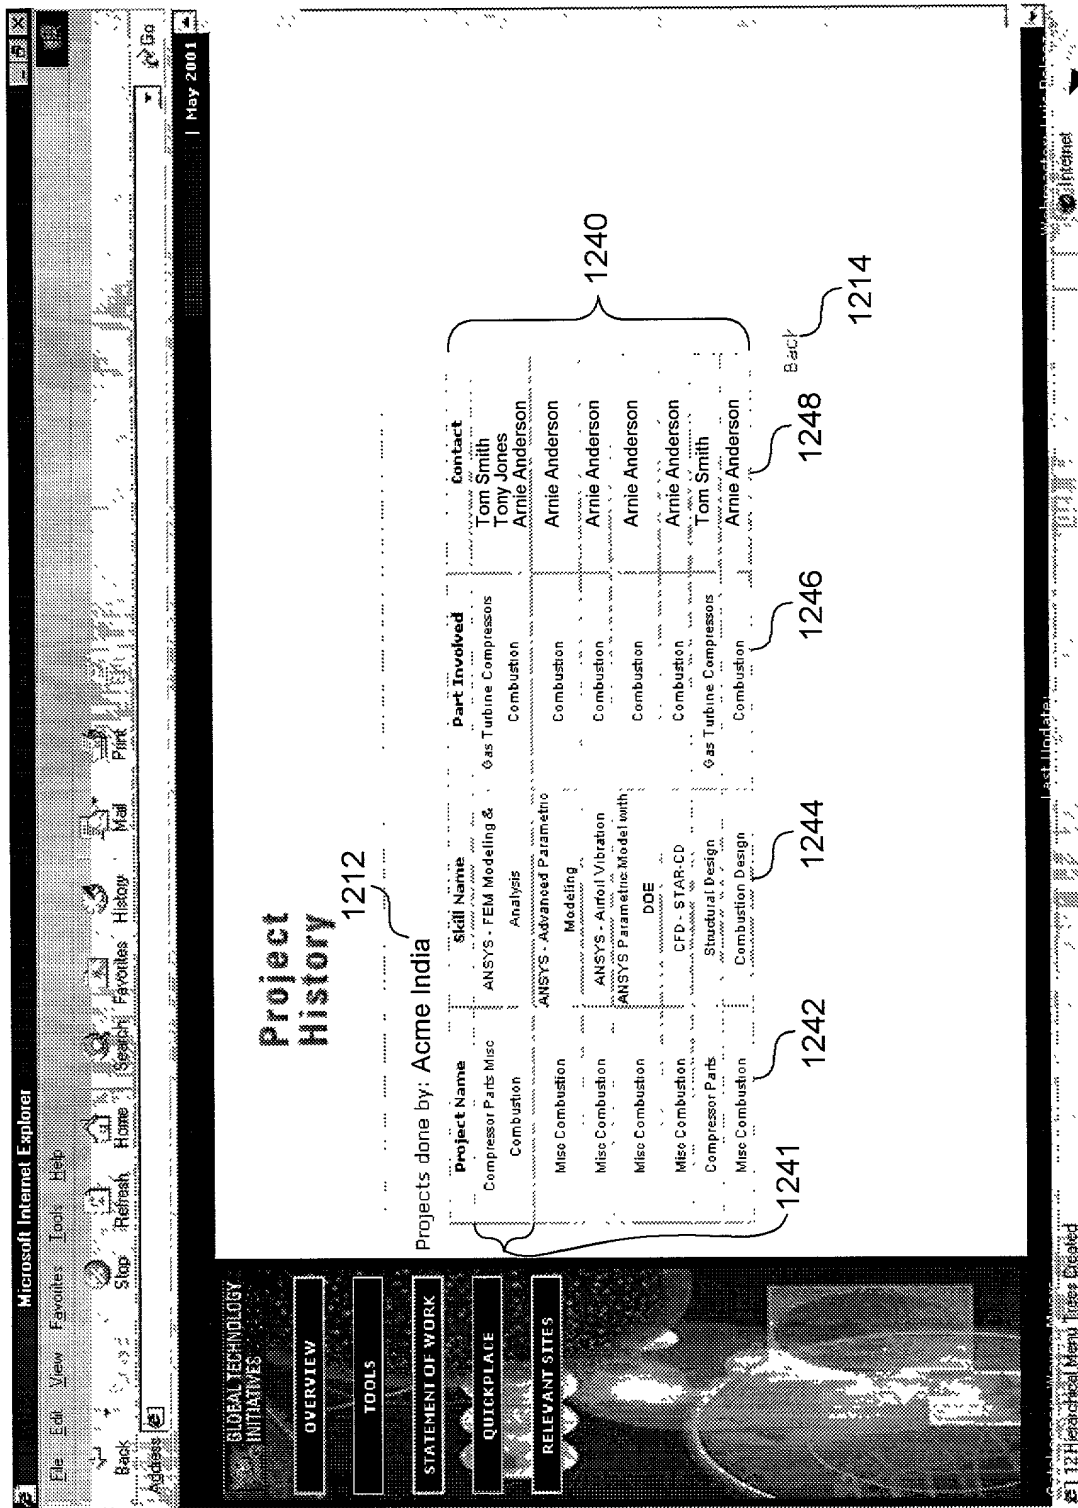 Microsoft Internet Explorer
File Edit View Favorites Tools Help
Back Stop Refresh Home Search Favorites History Mail Print
Address Go
| May 2001
GLOBAL TECHNOLOGY
INITIATIVES
OVERVIEW
TOOLS
STATEMENT OF WORK
QUICKPLACE
RELEVANT SITES
Project
History
1212
Projects done by: Acme India
Project Name Skill Name Part Involved Contact
Compressor Parts Misc ANSYS - FEM Modeling & Gas Turbine Compressors Tom Smith
Tony Jones
Combustion Analysis Combustion Arnie Anderson
Misc Combustion ANSYS - Advanced Parametric Modeling Combustion Arnie Anderson
Misc Combustion ANSYS - Airfoil Vibration Combustion Arnie Anderson
Misc Combustion ANSYS Parametric Model with DOE Combustion Arnie Anderson
Misc Combustion CFD - STAR-CD Combustion Arnie Anderson
Compressor Parts Structural Design Gas Turbine Compressors Tom Smith
Misc Combustion Combustion Design Combustion Arnie Anderson
1240
1241
1242
1244
1246
1248
Back
1214
Last Update:
12 Hierarchical Menu Trees Created Internet